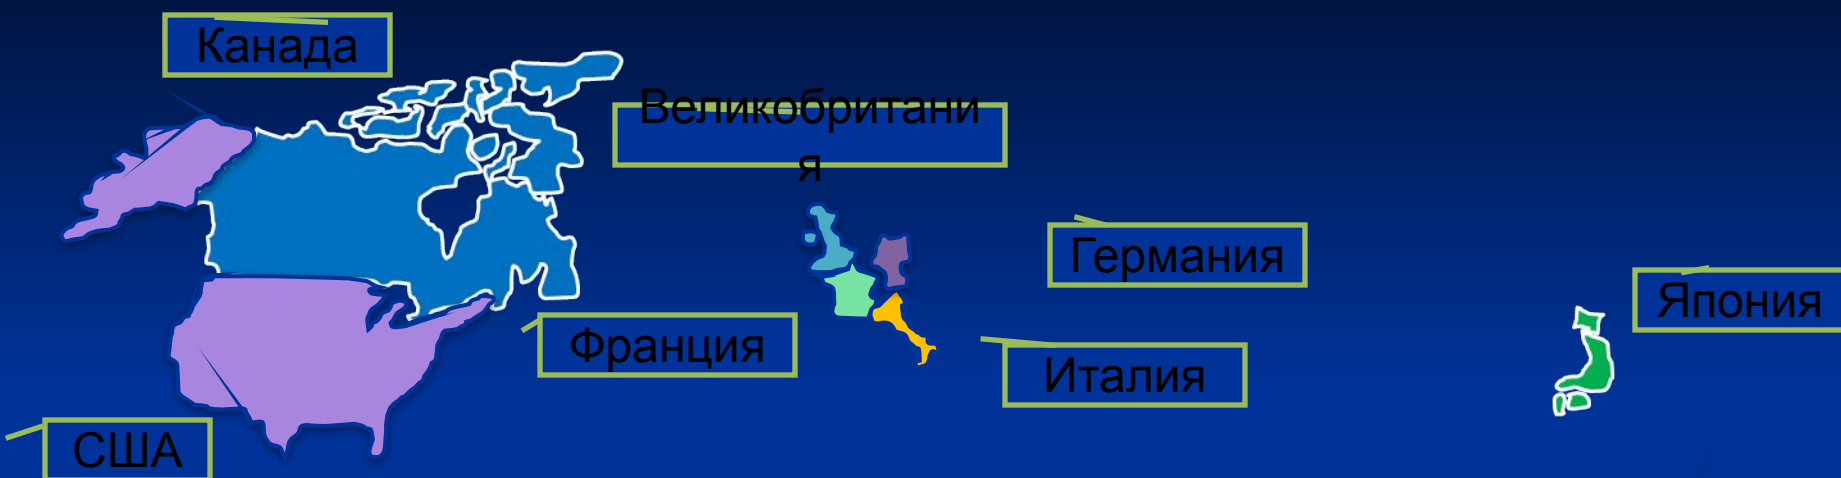 Канада
Великобритани
я
Германия
Япония
Франция
Италия
США